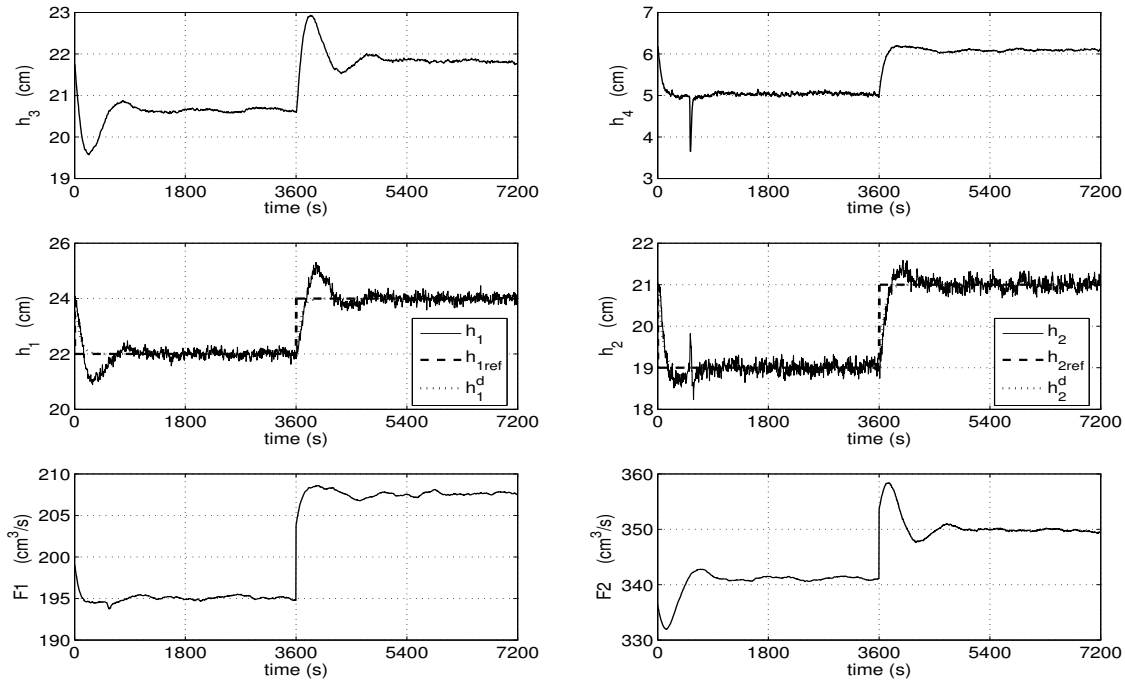 23
22
21
20
19
h3 (cm)
0 1800 3600 5400 7200
time (s)
7
6
5
4
3
h4 (cm)
0 1800 3600 5400 7200
time (s)
26
24
22
20
h1 (cm)
h1
h1ref
h1^d
0 1800 3600 5400 7200
time (s)
22
21
20
19
18
h2 (cm)
h2
h2ref
h2^d
0 1800 3600 5400 7200
time (s)
210
205
200
195
190
F1 (cm³/s)
0 1800 3600 5400 7200
time (s)
360
350
340
330
F2 (cm³/s)
0 1800 3600 5400 7200
time (s)